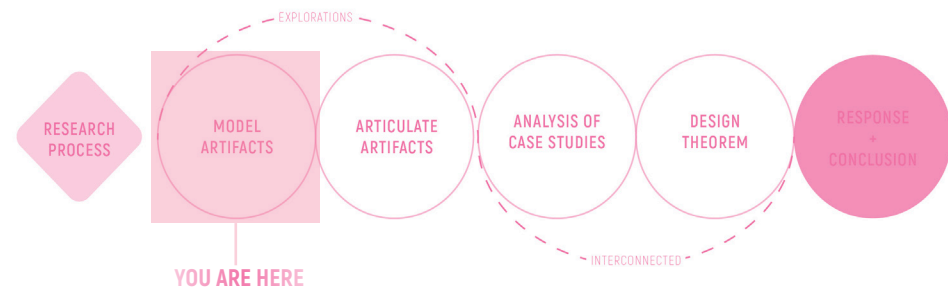 EXPLORATIONS
RESEARCH
PROCESS
MODEL
ARTIFACTS
ARTICULATE
ARTIFACTS
ANALYSIS OF
CASE STUDIES
DESIGN
THEOREM
RESPONSE
+
CONCLUSION
INTERCONNECTED
YOU ARE HERE